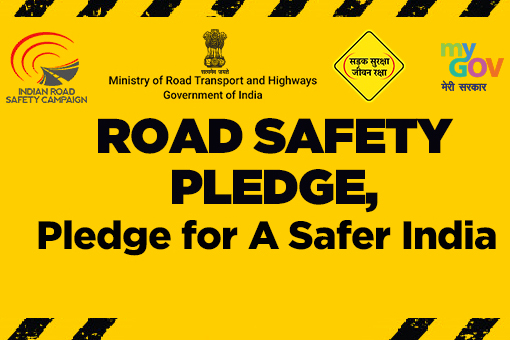 INDIAN ROAD
SAFETY CAMPAIGN
सत्यमेव जयते
Ministry of Road Transport and Highways
Government of India
सड़क सुरक्षा
जीवन रक्षा
my
GOV
मेरी सरकार
ROAD SAFETY
PLEDGE,
Pledge for A Safer India